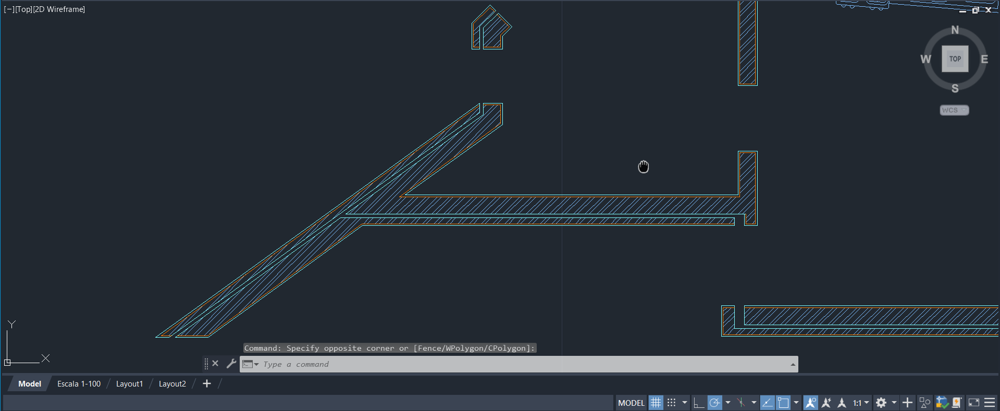 [−][Top][2D Wireframe]
N
W TOP E
S
WCS
Y
X
Command: Specify opposite corner or [Fence/WPolygon/CPolygon]:
Type a command
Model Escala 1-100 Layout1 Layout2
MODEL 1:1